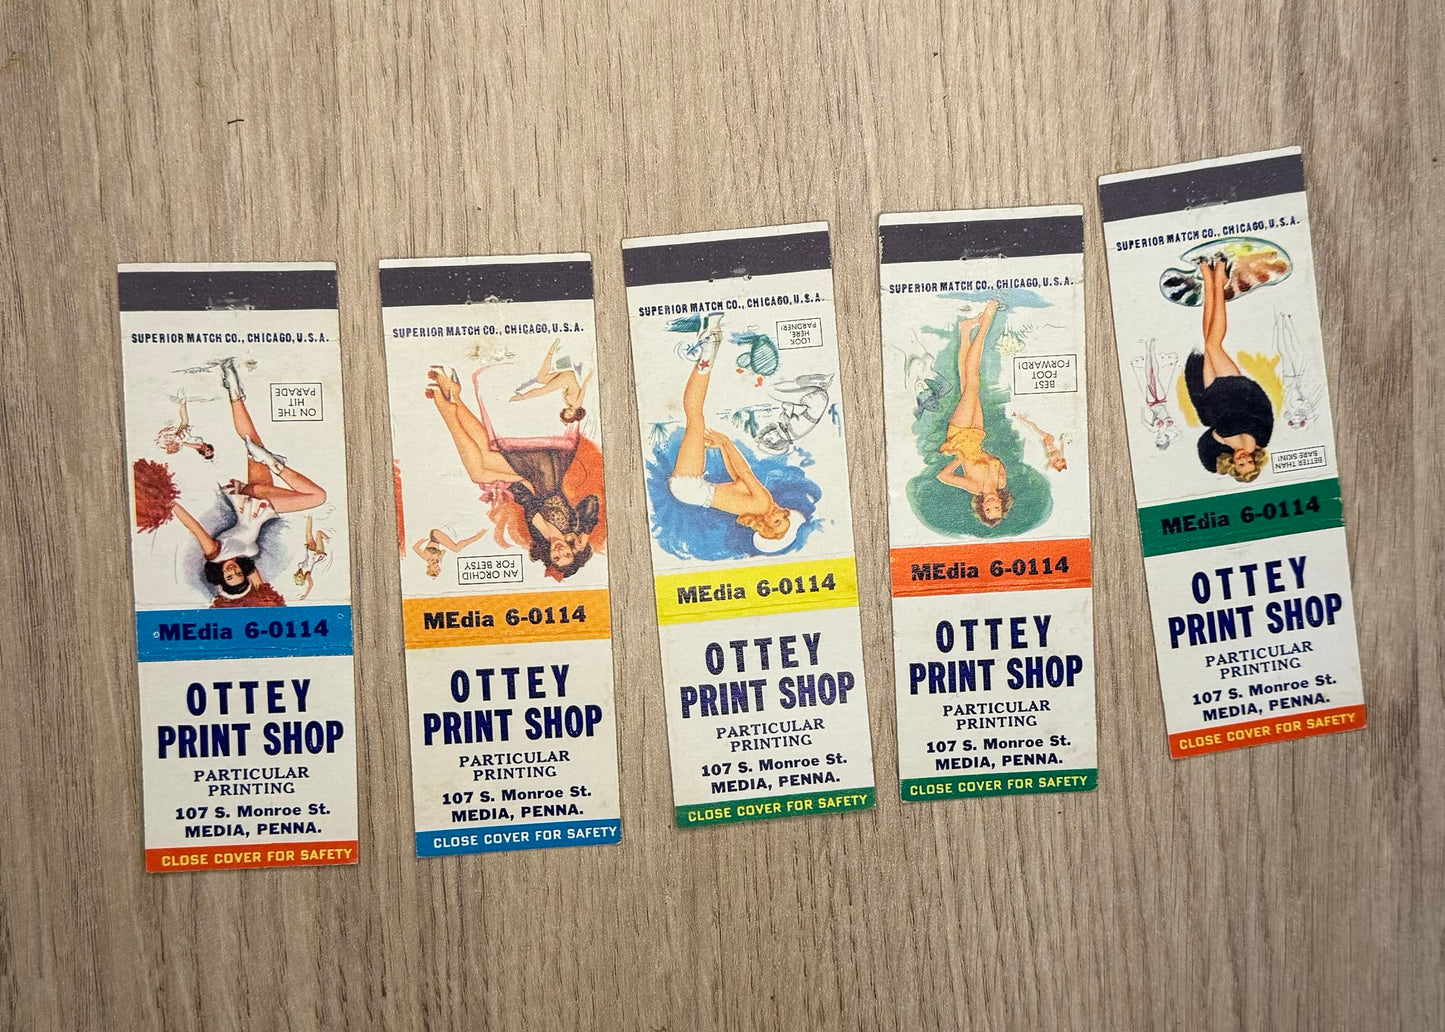 SUPERIOR MATCH CO., CHICAGO, U.S.A.
ON THE
HIT
PARADE
MEdia 6-0114
OTTEY
PRINT SHOP
PARTICULAR
PRINTING
107 S. Monroe St.
MEDIA, PENNA.
CLOSE COVER FOR SAFETY
SUPERIOR MATCH CO., CHICAGO, U.S.A.
AN ORCHID
FOR BETSY
MEdia 6-0114
OTTEY
PRINT SHOP
PARTICULAR
PRINTING
107 S. Monroe St.
MEDIA, PENNA.
CLOSE COVER FOR SAFETY
SUPERIOR MATCH CO., CHICAGO, U.S.A.
LOOK
HERE
PARDNER!
MEdia 6-0114
OTTEY
PRINT SHOP
PARTICULAR
PRINTING
107 S. Monroe St.
MEDIA, PENNA.
CLOSE COVER FOR SAFETY
SUPERIOR MATCH CO., CHICAGO, U.S.A.
BEST
FOOT
FORWARD!
MEdia 6-0114
OTTEY
PRINT SHOP
PARTICULAR
PRINTING
107 S. Monroe St.
MEDIA, PENNA.
CLOSE COVER FOR SAFETY
SUPERIOR MATCH CO., CHICAGO, U.S.A.
BETTER THAN
BARE SKIN!
MEdia 6-0114
OTTEY
PRINT SHOP
PARTICULAR
PRINTING
107 S. Monroe St.
MEDIA, PENNA.
CLOSE COVER FOR SAFETY